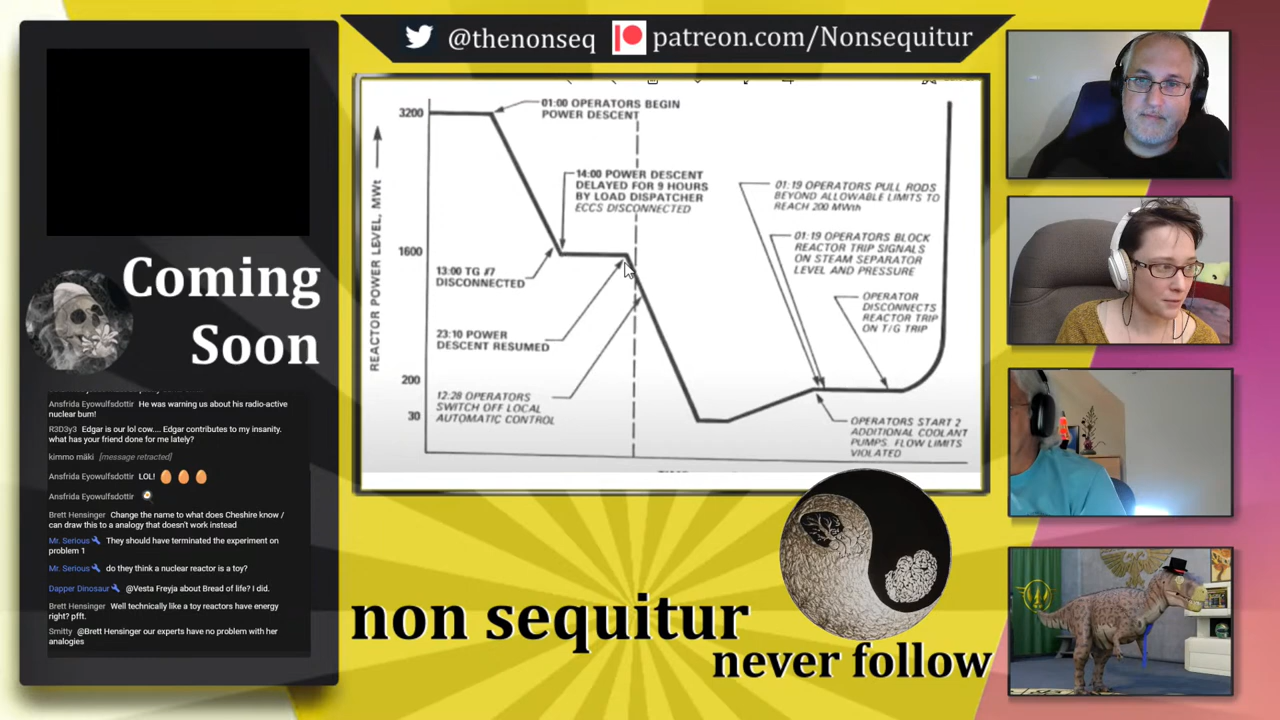 @thenonseq
patreon.com/Nonsequitur
Coming
Soon
Ansfrida Eyowulfsdottir He was warning us about his radio-active
nuclear bum!
R3D3y3 Edgar is our lol cow.... Edgar contributes to my insanity.
what has your friend done for me lately?
kimmo mäki [message retracted]
Ansfrida Eyowulfsdottir LOL!
Ansfrida Eyowulfsdottir
Brett Hensinger Change the name to what does Cheshire know /
can draw this to a analogy that doesn't work instead
Mr. Serious They should have terminated the experiment on
problem 1
Mr. Serious do they think a nuclear reactor is a toy?
Dapper Dinosaur @Vesta Freyja about Bread of life? I did.
Brett Hensinger Well technically like a toy reactors have energy
right? pfft.
Smitty @Brett Hensinger our experts have no problem with her
analogies
REACTOR POWER LEVEL, MWt
3200
1600
200
30
01:00 OPERATORS BEGIN
POWER DESCENT
14:00 POWER DESCENT
DELAYED FOR 9 HOURS
BY LOAD DISPATCHER
ECCS DISCONNECTED
13:00 TG #7
DISCONNECTED
23:10 POWER
DESCENT RESUMED
12:28 OPERATORS
SWITCH OFF LOCAL
AUTOMATIC CONTROL
01:19 OPERATORS PULL RODS
BEYOND ALLOWABLE LIMITS TO
REACH 200 MWth
01:19 OPERATORS BLOCK
REACTOR TRIP SIGNALS
ON STEAM SEPARATOR
LEVEL AND PRESSURE
OPERATOR
DISCONNECTS
REACTOR TRIP
ON T/G TRIP
OPERATORS START 2
ADDITIONAL COOLANT
PUMPS. FLOW LIMITS
VIOLATED
non sequitur
never follow